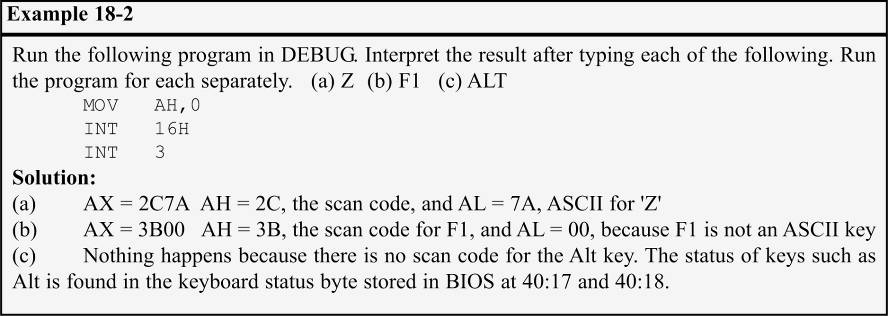 Example 18-2
Run the following program in DEBUG. Interpret the result after typing each of the following. Run
the program for each separately. (a) Z (b) F1 (c) ALT
MOV AH,0
INT 16H
INT 3
Solution:
(a) AX = 2C7A AH = 2C, the scan code, and AL = 7A, ASCII for 'Z'
(b) AX = 3B00 AH = 3B, the scan code for F1, and AL = 00, because F1 is not an ASCII key
(c) Nothing happens because there is no scan code for the Alt key. The status of keys such as
Alt is found in the keyboard status byte stored in BIOS at 40:17 and 40:18.